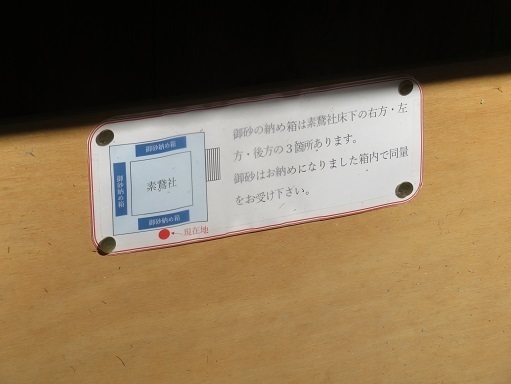 御砂納め箱
御砂納め箱
素鵞社
御砂納め箱
現在地
御砂の納め箱は素鵞社床下の右方・左
方・後方の３箇所あります。
御砂はお納めになりました箱内で同量
をお受け下さい。